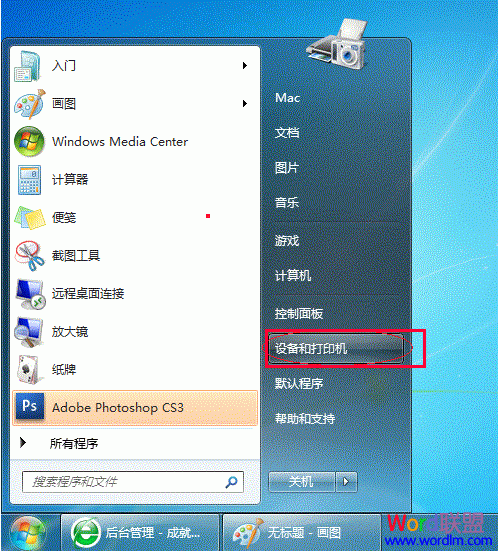 入门
画图
Windows Media Center
计算器
便笺
截图工具
远程桌面连接
放大镜
纸牌
Ps Adobe Photoshop CS3
所有程序
搜索程序和文件
Mac
文档
图片
音乐
游戏
计算机
控制面板
设备和打印机
默认程序
帮助和支持
关机
后台管理 - 成就...
无标题 - 画图
Word联盟
www.wordlm.com